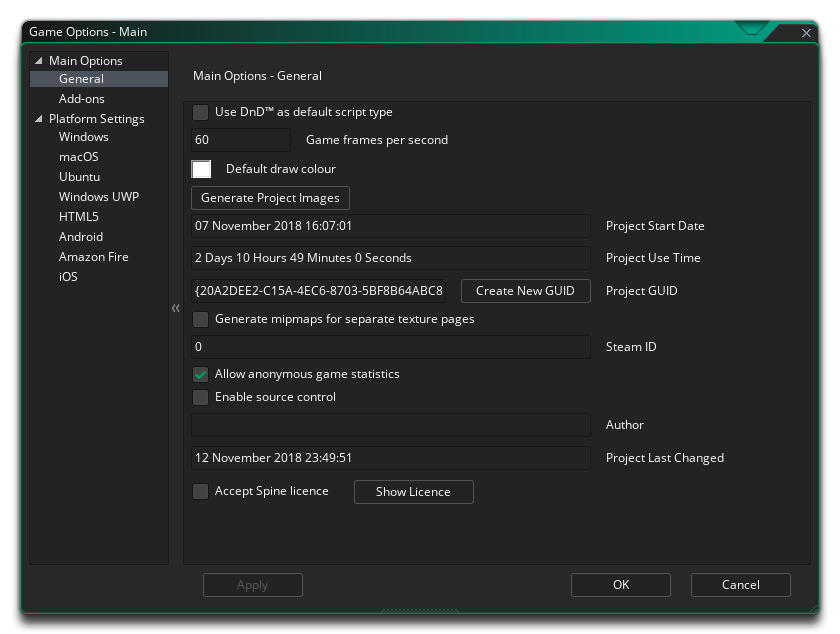 Game Options - Main
Main Options
General
Add-ons
Platform Settings
Windows
macOS
Ubuntu
Windows UWP
HTML5
Android
Amazon Fire
iOS
Main Options - General
Use DnD™ as default script type
60 Game frames per second
Default draw colour
Generate Project Images
07 November 2018 16:07:01 Project Start Date
2 Days 10 Hours 49 Minutes 0 Seconds Project Use Time
{20A2DEE2-C15A-4EC6-8703-5BF8B64ABC8 Create New GUID Project GUID
Generate mipmaps for separate texture pages
0 Steam ID
Allow anonymous game statistics
Enable source control
Author
12 November 2018 23:49:51 Project Last Changed
Accept Spine licence Show Licence
Apply OK Cancel